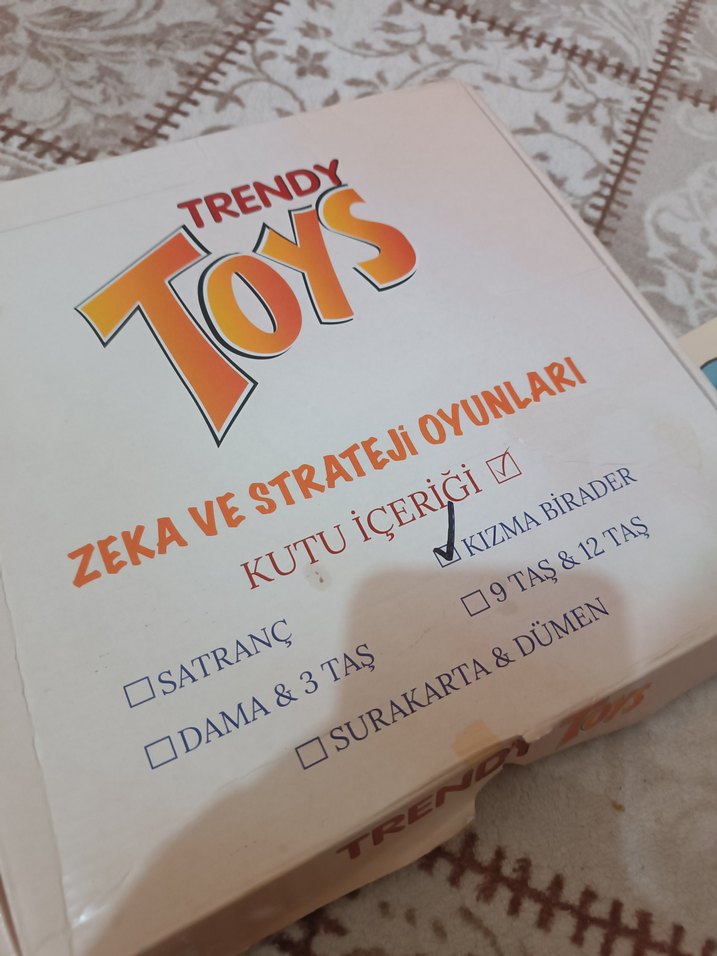 TRENDY
TOYS
ZEKA VE STRATEJİ OYUNLARI
KUTU İÇERİĞİ
SATRANÇ
KIZMA BİRADER
DAMA & 3 TAŞ
9 TAŞ & 12 TAŞ
SURAKARTA & DÜMEN
TRENDY TOYS